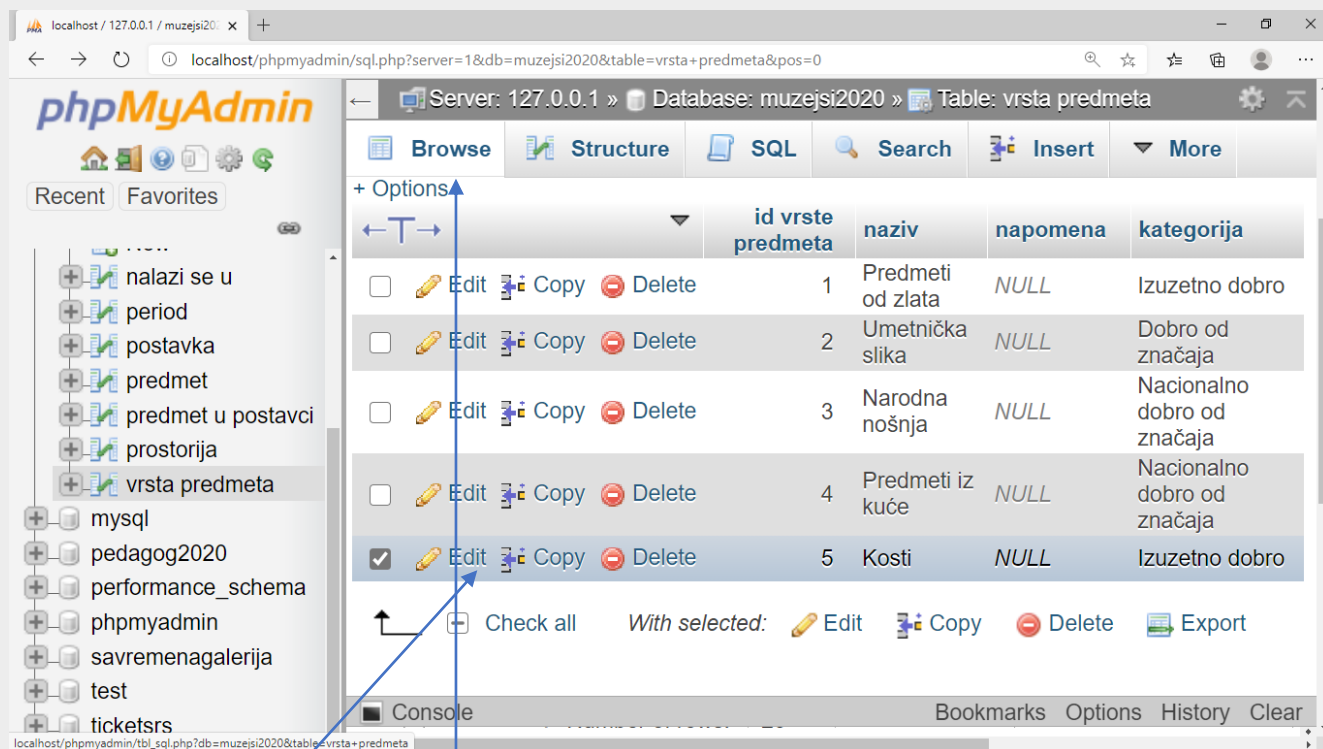 localhost / 127.0.0.1 / muzejsi202
localhost/phpmyadmin/sql.php?server=1&db=muzejsi2020&table=vrsta+predmeta&pos=0
phpMyAdmin
Recent Favorites
nalazi se u
period
postavka
predmet
predmet u postavci
prostorija
vrsta predmeta
mysql
pedagog2020
performance_schema
phpmyadmin
savremenagalerija
test
ticketsrs
localhost/phpmyadmin/tbl_sql.php?db=muzejsi2020&table=vrsta+predmeta
Server: 127.0.0.1 » Database: muzejsi2020 » Table: vrsta predmeta
Browse Structure SQL Search Insert More
+ Options
id vrste
predmeta
naziv
napomena
kategorija
Edit Copy Delete
1
Predmeti
od zlata
NULL
Izuzetno dobro
Edit Copy Delete
2
Umetnička
slika
NULL
Dobro od
značaja
Edit Copy Delete
3
Narodna
nošnja
NULL
Nacionalno
dobro od
značaja
Edit Copy Delete
4
Predmeti iz
kuće
NULL
Nacionalno
dobro od
značaja
Edit Copy Delete
5
Kosti
NULL
Izuzetno dobro
Check all With selected: Edit Copy Delete Export
Console
Bookmarks Options History Clear